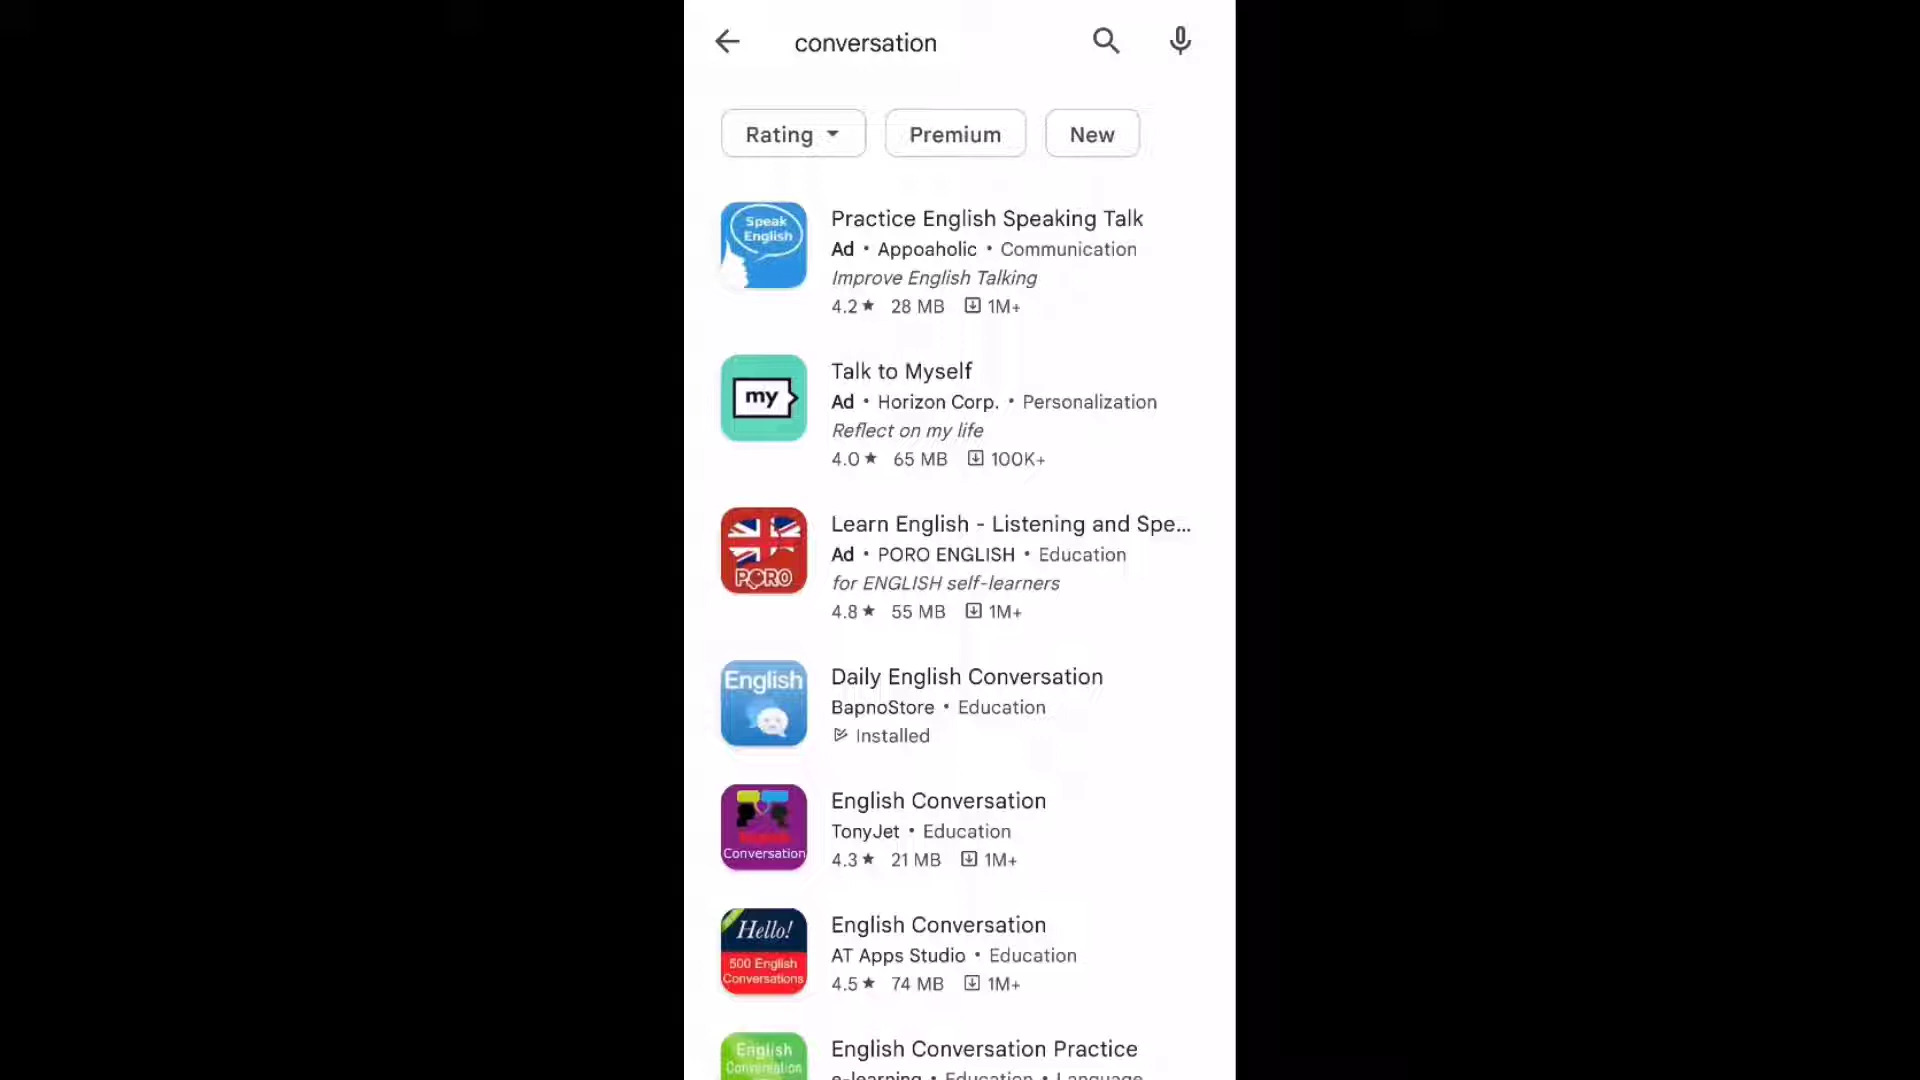 conversation
Rating
Premium
New
Speak
English
Practice English Speaking Talk
Ad • Appoaholic • Communication
Improve English Talking
4.2★ 28 MB 1M+
my
Talk to Myself
Ad • Horizon Corp. • Personalization
Reflect on my life
4.0★ 65 MB 100K+
PORO
Learn English - Listening and Spe...
Ad • PORO ENGLISH • Education
for ENGLISH self-learners
4.8★ 55 MB 1M+
English
Daily English Conversation
BapnoStore • Education
Installed
Conversation
English Conversation
TonyJet • Education
4.3★ 21 MB 1M+
Hello!
500 English
Conversations
English Conversation
AT Apps Studio • Education
4.5★ 74 MB 1M+
English
Conversation
English Conversation Practice
e-learning • Education • Language